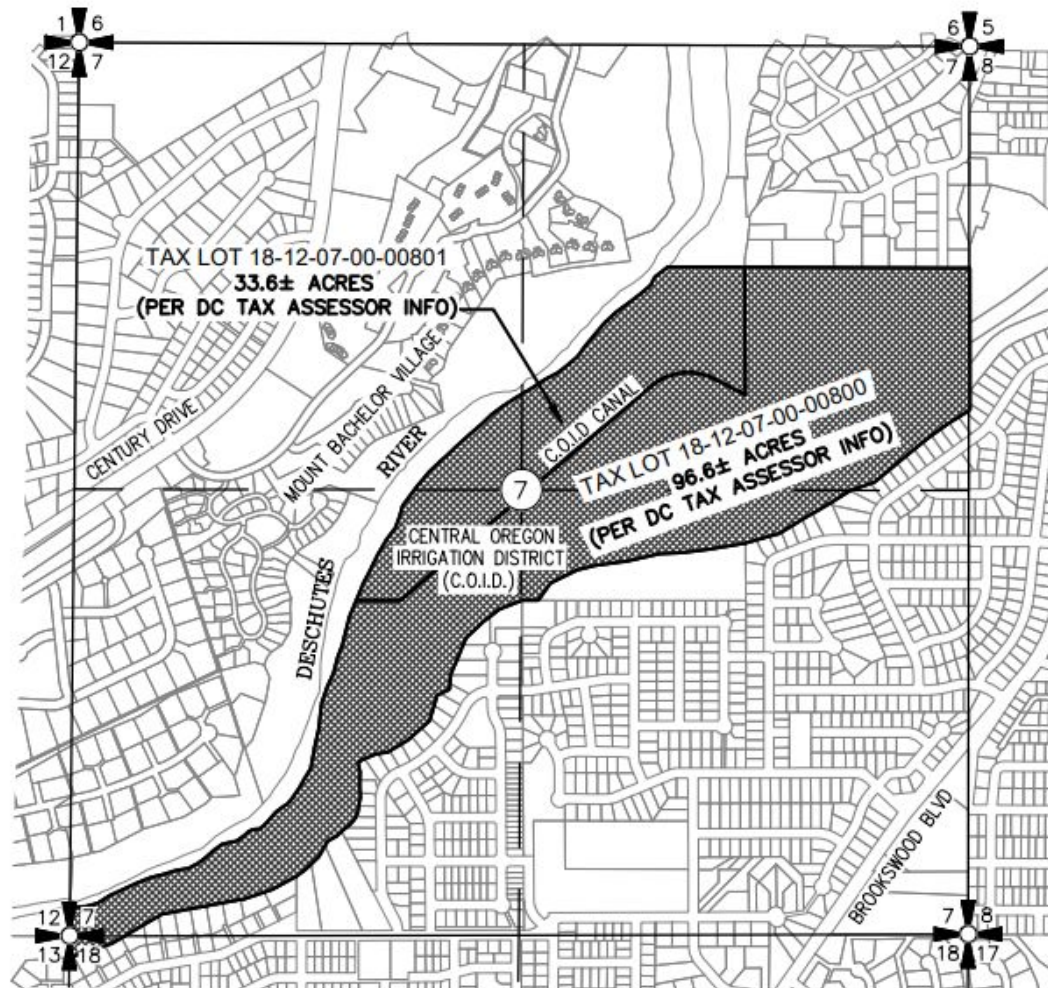 1 6
12 7
6 5
7 8
TAX LOT 18-12-07-00-00801
33.6± ACRES
(PER DC TAX ASSESSOR INFO)
CENTURY DRIVE
MOUNT BACHELOR VILLAGE
DESCHUTES RIVER
C.O.I.D CANAL
TAX LOT 18-12-07-00-00800
96.6± ACRES
(PER DC TAX ASSESSOR INFO)
7
CENTRAL OREGON
IRRIGATION DISTRICT
(C.O.I.D.)
BROOKSWOOD BLVD
12 7
13 18
7 8
18 17